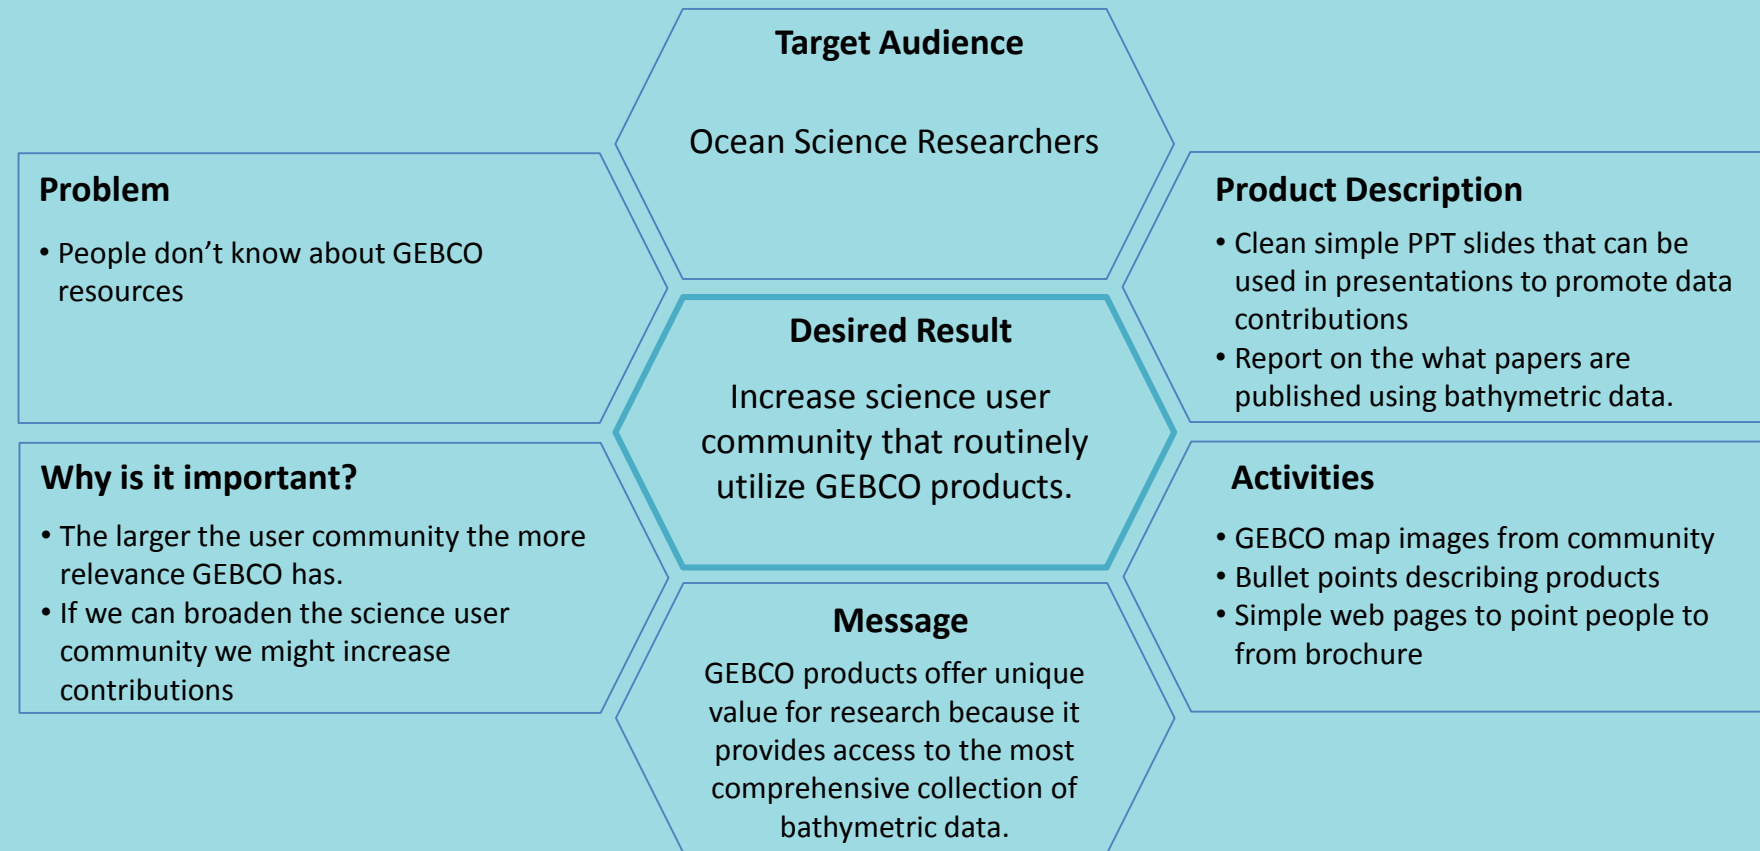 Target Audience
Ocean Science Researchers
Problem
• People don’t know about GEBCO
resources
Product Description
• Clean simple PPT slides that can be
used in presentations to promote data
contributions
• Report on the what papers are
published using bathymetric data.
Desired Result
Increase science user
community that routinely
utilize GEBCO products.
Why is it important?
• The larger the user community the more
relevance GEBCO has.
• If we can broaden the science user
community we might increase
contributions
Activities
• GEBCO map images from community
• Bullet points describing products
• Simple web pages to point people to
from brochure
Message
GEBCO products offer unique
value for research because it
provides access to the most
comprehensive collection of
bathymetric data.